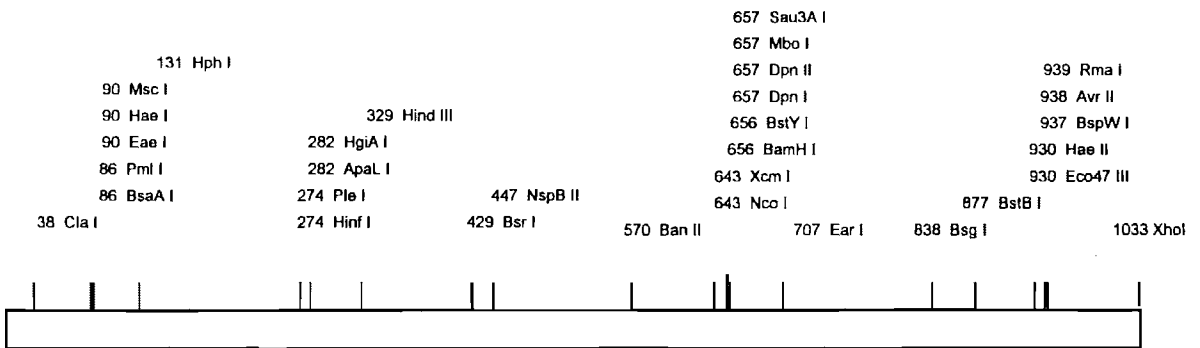 657 Sau3A I
657 Mbo I
131 Hph I
657 Dpn II
939 Rma I
90 Msc I
657 Dpn I
938 Avr II
90 Hae I
329 Hind III
656 BstY I
937 BspW I
90 Eae I
282 HgiA I
656 BamH I
930 Hae II
86 Pml I
282 ApaL I
643 Xcm I
930 Eco47 III
86 BsaA I
274 Ple I
447 NspB II
643 Nco I
877 BstB I
38 Cla I
274 Hinf I
429 Bsr I
570 Ban II
707 Ear I
838 Bsg I
1033 XhoI